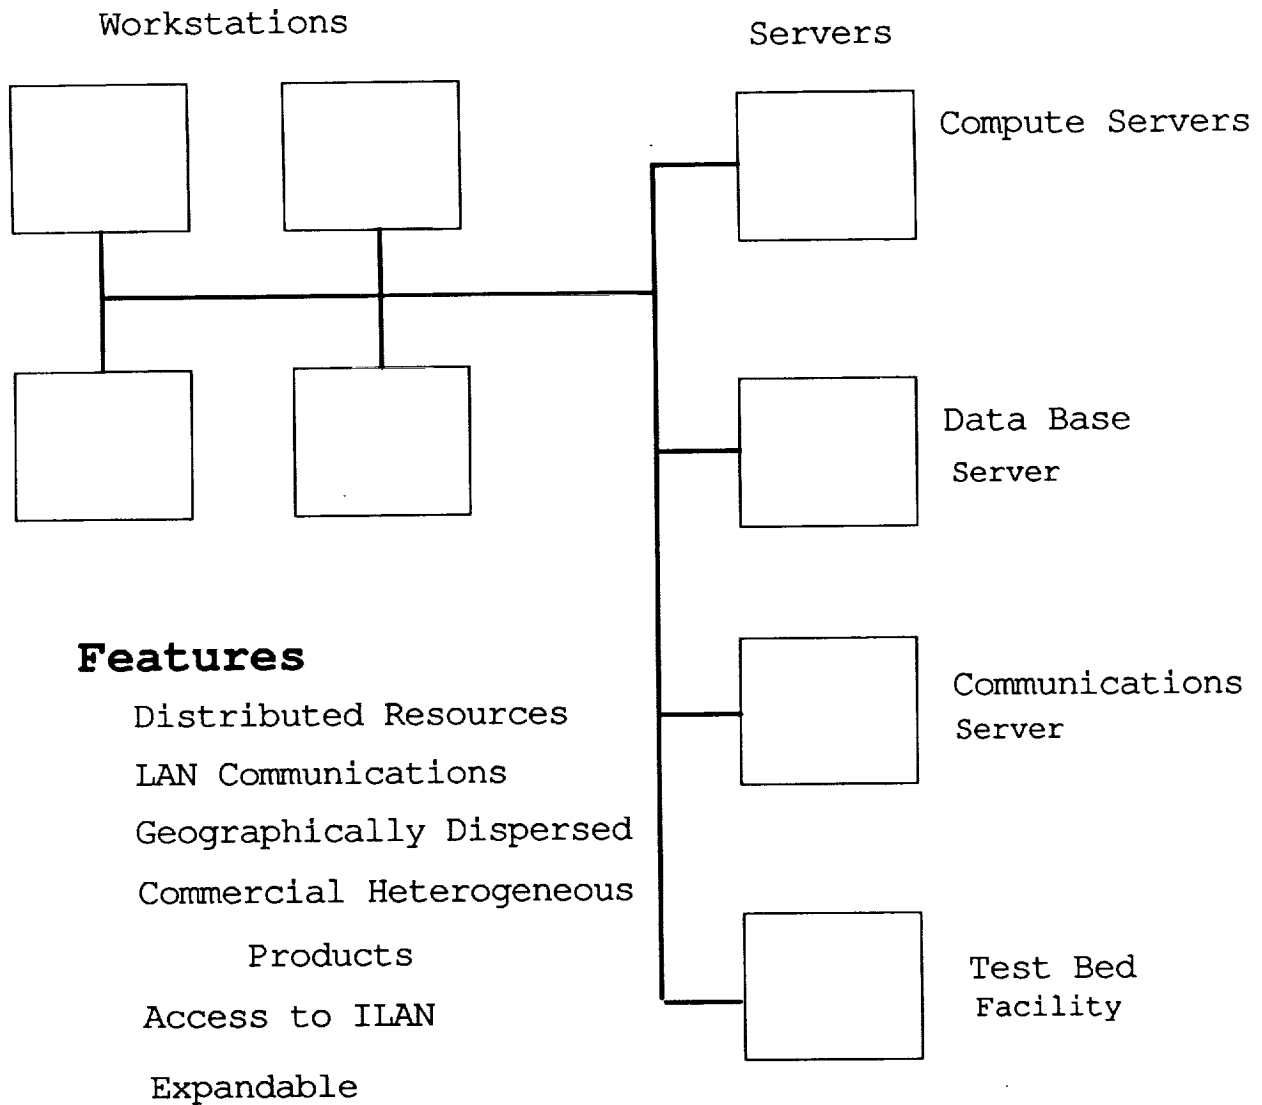 Workstations
Servers
Compute Servers
Data Base
Server
Communications
Server
Test Bed
Facility
Features
Distributed Resources
LAN Communications
Geographically Dispersed
Commercial Heterogeneous
Products
Access to ILAN
Expandable